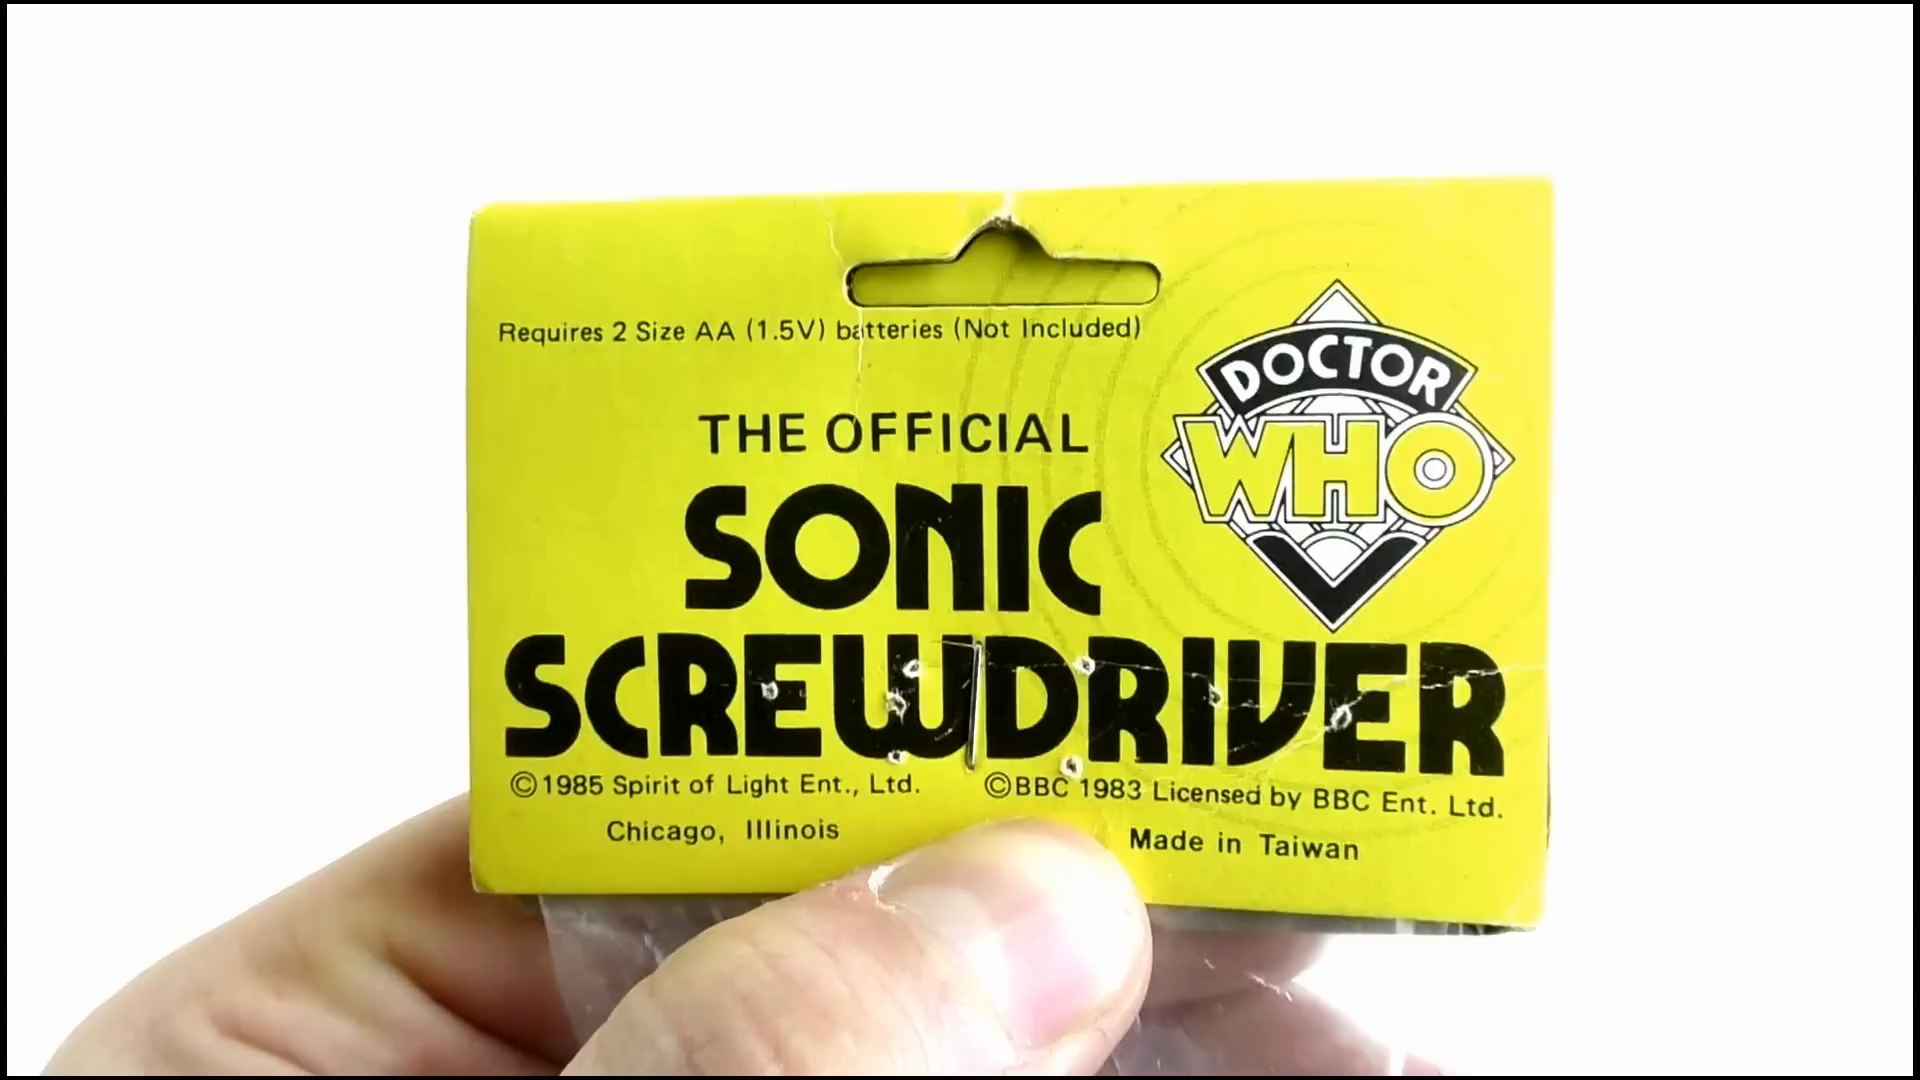 Requires 2 Size AA (1.5V) batteries (Not Included)
DOCTOR
WHO
THE OFFICIAL
SONIC
SCREWDRIVER
©1985 Spirit of Light Ent., Ltd.
Chicago, Illinois
©BBC 1983 Licensed by BBC Ent. Ltd.
Made in Taiwan